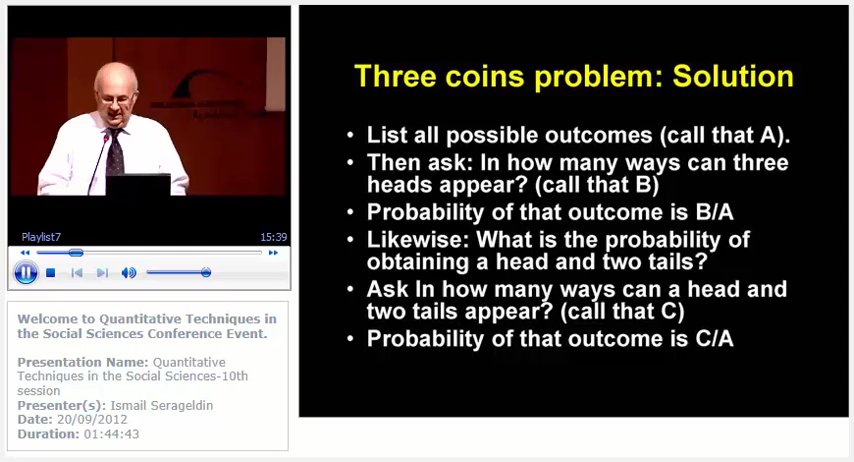 Playlist7
15:39
Welcome to Quantitative Techniques in
the Social Sciences Conference Event.
Presentation Name: Quantitative
Techniques in the Social Sciences-10th
session
Presenter(s): Ismail Serageldin
Date: 20/09/2012
Duration: 01:44:43
Three coins problem: Solution
• List all possible outcomes (call that A).
• Then ask: In how many ways can three
heads appear? (call that B)
• Probability of that outcome is B/A
• Likewise: What is the probability of
obtaining a head and two tails?
• Ask In how many ways can a head and
two tails appear? (call that C)
• Probability of that outcome is C/A